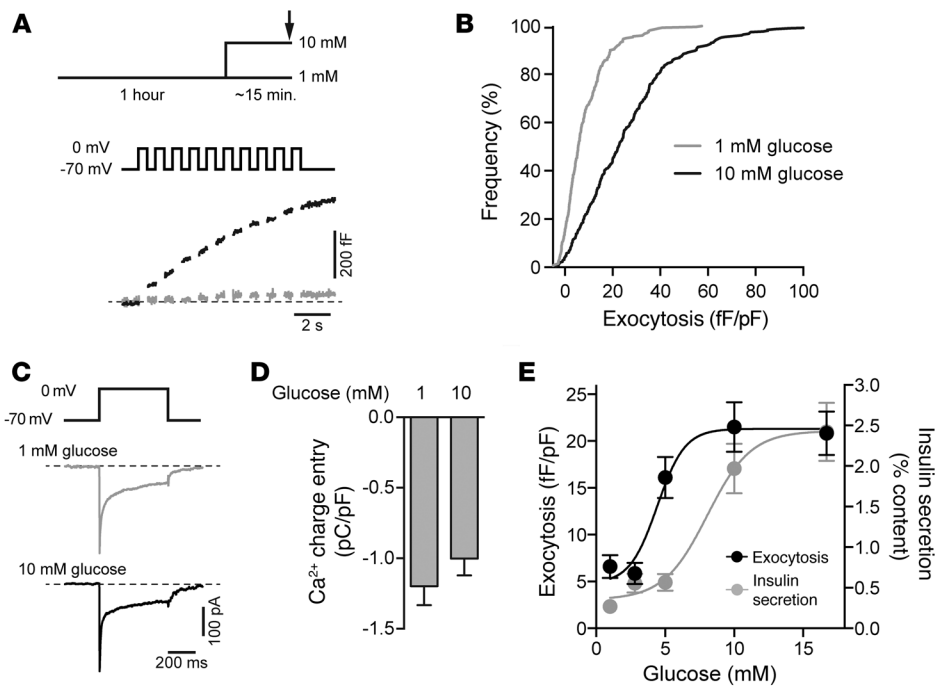 A
10 mM
1 mM
1 hour
~15 min.
0 mV
-70 mV
200 fF
2 s
B
Frequency (%)
100
80
60
40
20
0
1 mM glucose
10 mM glucose
0 20 40 60 80 100
Exocytosis (fF/pF)
C
0 mV
-70 mV
1 mM glucose
10 mM glucose
100 pA
200 ms
D
Glucose (mM) 1 10
Ca²⁺ charge entry
(pC/pF)
0.0
-0.5
-1.0
-1.5
E
Exocytosis (fF/pF)
25
20
15
10
5
0
Exocytosis
Insulin
secretion
0 5 10 15
Glucose (mM)
3.0
2.5
2.0
1.5
1.0
0.5
0.0
Insulin secretion
(% content)